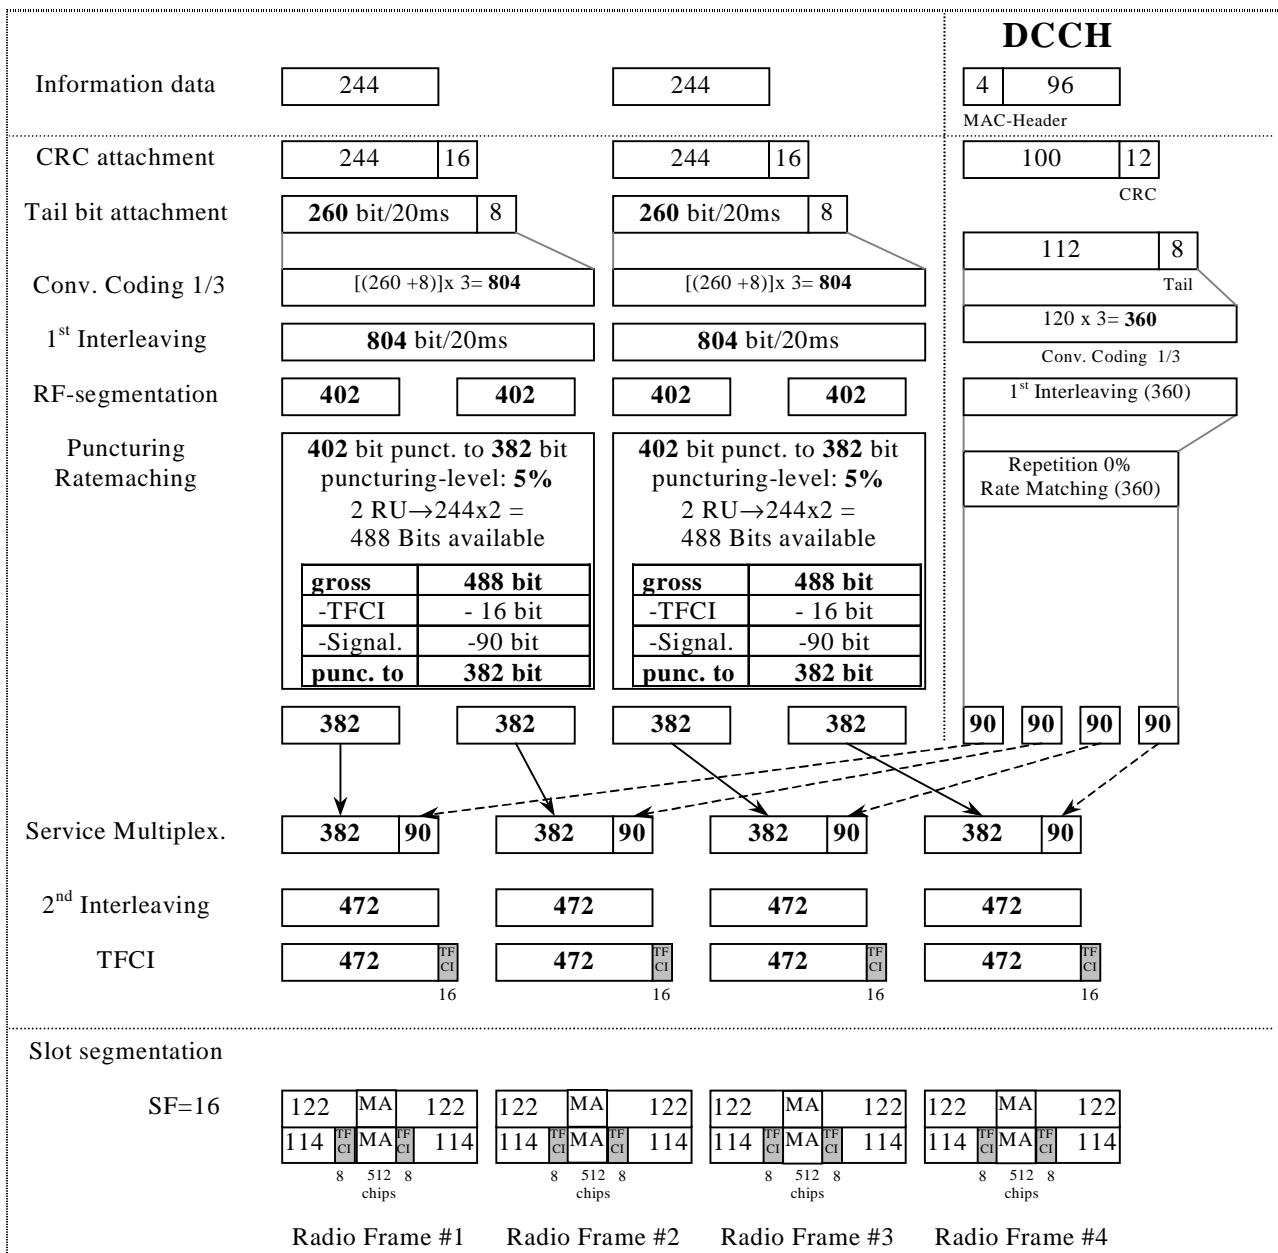 DCCH
Information data 244 244 4 96
MAC-Header
CRC attachment 244 16 244 16 100 12
CRC
Tail bit attachment 260 bit/20ms 8 260 bit/20ms 8
112 8
Tail
Conv. Coding 1/3 [(260 +8)]x 3= 804 [(260 +8)]x 3= 804
120 x 3= 360
Conv. Coding 1/3
1st Interleaving 804 bit/20ms 804 bit/20ms
RF-segmentation 402 402 402 402 1st Interleaving (360)
Puncturing
Ratemaching
402 bit punct. to 382 bit
puncturing-level: 5%
2 RU→244x2 =
488 Bits available
gross 488 bit
-TFCI - 16 bit
-Signal. -90 bit
punc. to 382 bit
402 bit punct. to 382 bit
puncturing-level: 5%
2 RU→244x2 =
488 Bits available
gross 488 bit
-TFCI - 16 bit
-Signal. -90 bit
punc. to 382 bit
Repetition 0%
Rate Matching (360)
382 382 382 382 90 90 90 90
Service Multiplex. 382 90 382 90 382 90 382 90
2nd Interleaving 472 472 472 472
TFCI 472 TF CI 472 TF CI 472 TF CI 472 TF CI
16 16 16 16
Slot segmentation
SF=16 122 MA 122 122 MA 122 122 MA 122 122 MA 122
114 TF CI MA TF CI 114 114 TF CI MA TF CI 114 114 TF CI MA TF CI 114 114 TF CI MA TF CI 114
8 512 8 8 512 8 8 512 8 8 512 8
chips chips chips chips
Radio Frame #1 Radio Frame #2 Radio Frame #3 Radio Frame #4